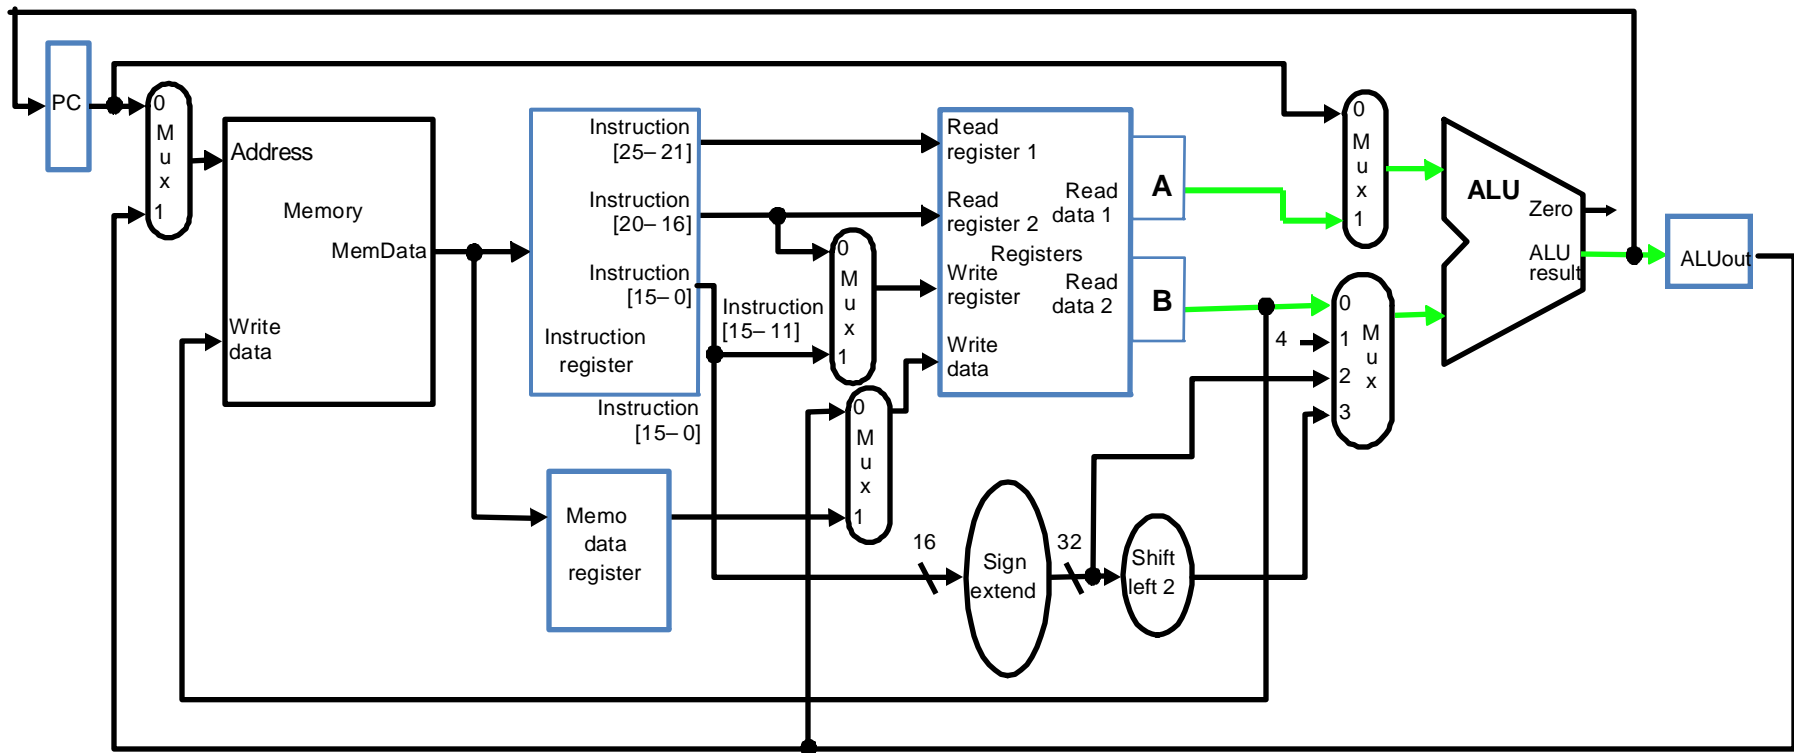 PC
0
M
u
x
1
Address
Memory
MemData
Write
data
Instruction
[25– 21]
Instruction
[20– 16]
Instruction
[15– 0]
Instruction
register
Instruction
[15– 0]
Instruction
[15– 11]
0
M
u
x
1
0
M
u
x
1
Memo
data
register
Read
register 1
Read
register 2
Registers
Write
register
Write
data
Read
data 1
Read
data 2
A
B
16
Sign
extend
32
Shift
left 2
0
M
u
x
1
4
0
1
2
3
M
u
x
ALU
Zero
ALU
result
ALUout